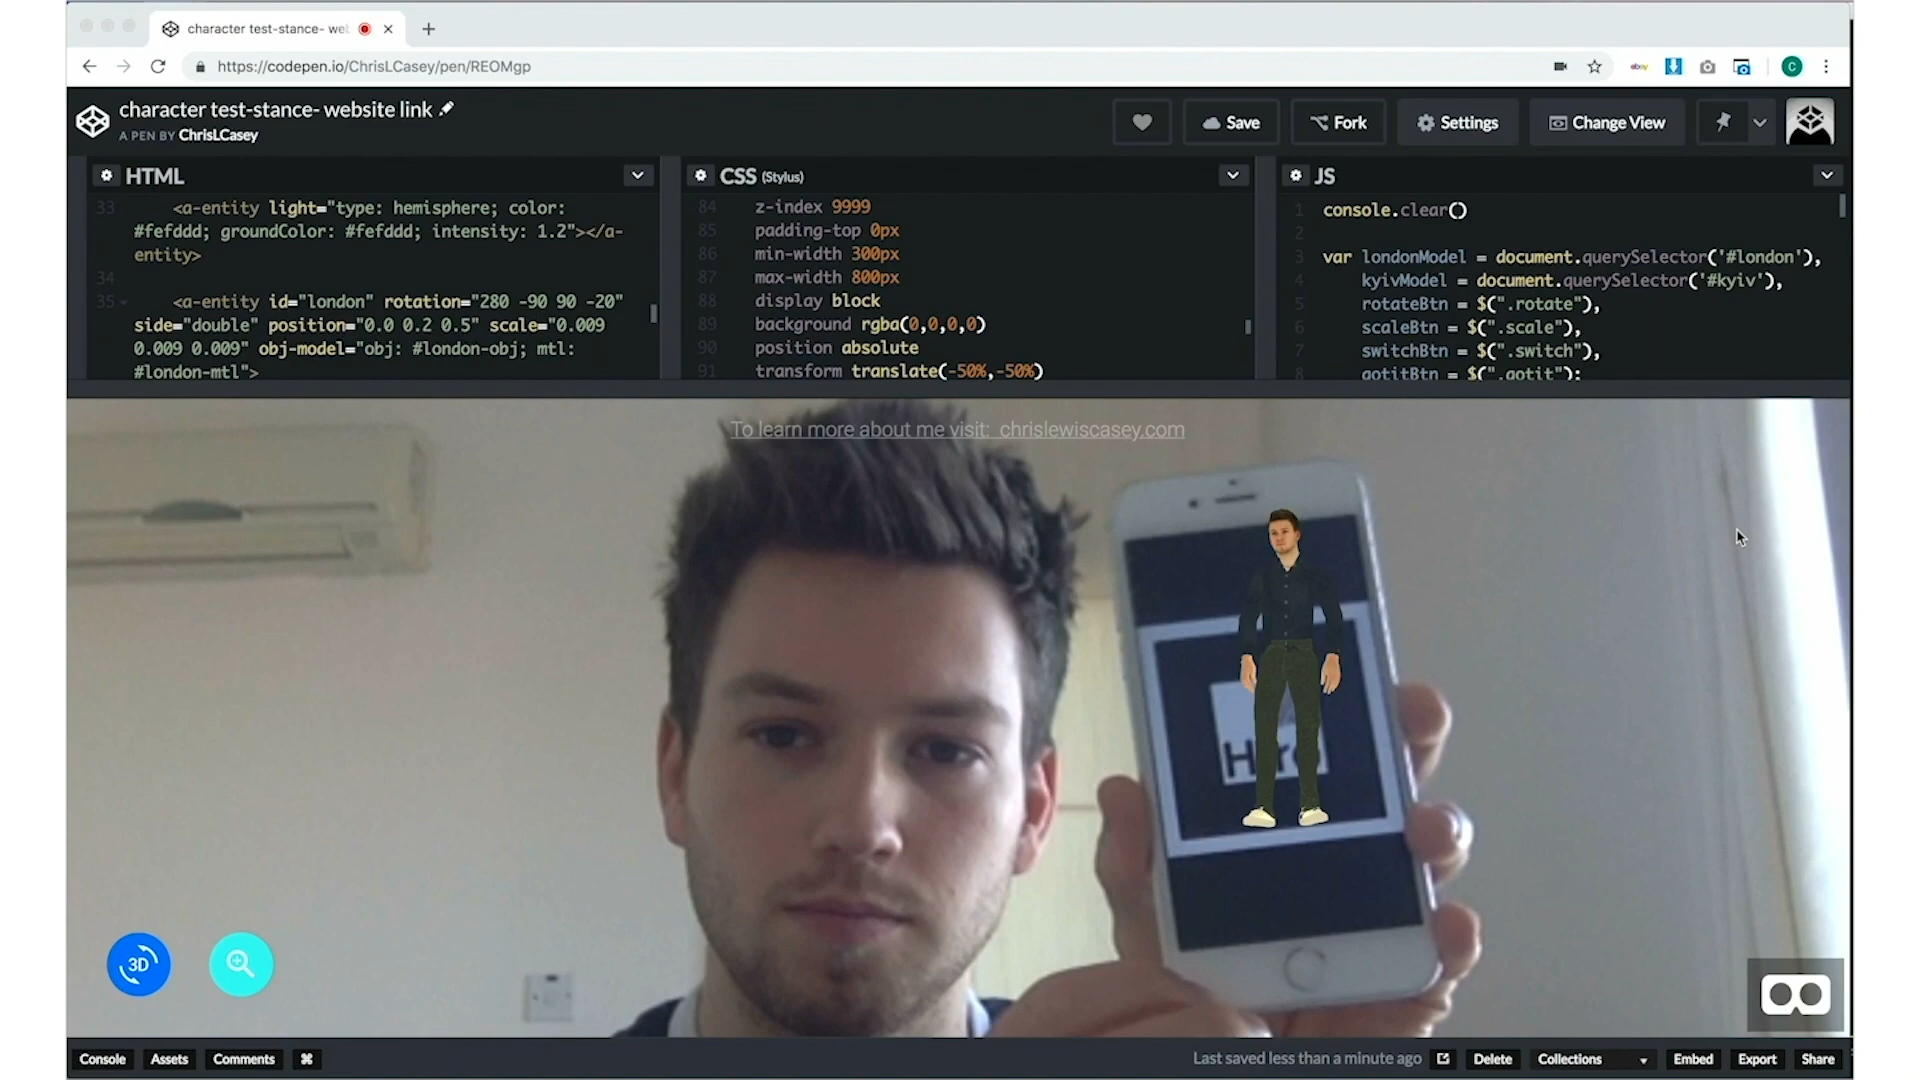 character test-stance- we
https://codepen.io/ChrisLCasey/pen/REOMgp
ebay
C
character test-stance- website link
A PEN BY ChrisLCasey
Save
Fork
Settings
Change View
HTML
33 <a-entity light="type: hemisphere; color:
#fefddd; groundColor: #fefddd; intensity: 1.2"></a-
entity>
34
35 <a-entity id="london" rotation="280 -90 90 -20"
side="double" position="0.0 0.2 0.5" scale="0.009
0.009 0.009" obj-model="obj: #london-obj; mtl:
#london-mtl">
CSS (Stylus)
84 z-index 9999
85 padding-top 0px
86 min-width 300px
87 max-width 800px
88 display block
89 background rgba(0,0,0,0)
90 position absolute
91 transform translate(-50%,-50%)
JS
1 console.clear()
2
3 var londonModel = document.querySelector('#london'),
4 kyivModel = document.querySelector('#kyiv'),
5 rotateBtn = $(".rotate"),
6 scaleBtn = $(".scale"),
7 switchBtn = $(".switch"),
8 gotitBtn = $(".gotit");
To learn more about me visit: chrislewiscasey.com
3D
Console
Assets
Comments
⌘
Last saved less than a minute ago
Delete
Collections
Embed
Export
Share